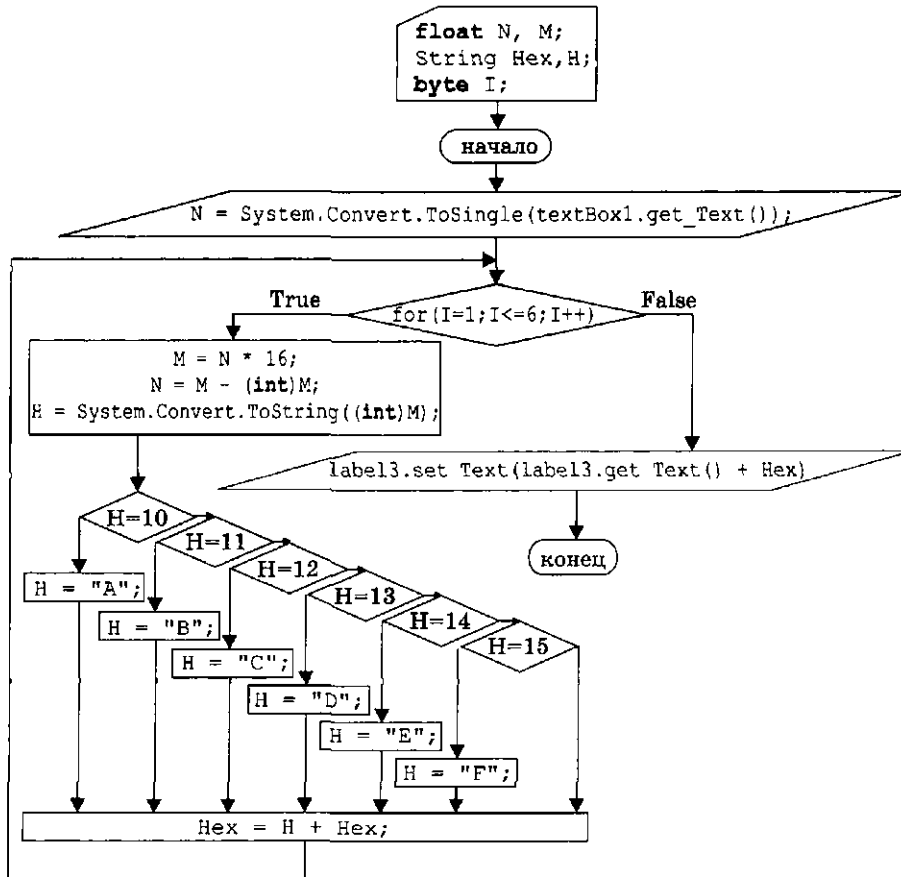 float N, M;
String Hex,H;
byte I;
начало
N = System.Convert.ToSingle(textBox1.get_Text());
True
for(I=1;I<=6;I++)
False
M = N * 16;
N = M - (int)M;
H = System.Convert.ToString((int)M);
label3.set Text(label3.get Text() + Hex)
конец
H=10
H=11
H=12
H=13
H=14
H=15
H = "A";
H = "B";
H = "C";
H = "D";
H = "E";
H = "F";
Hex = H + Hex;